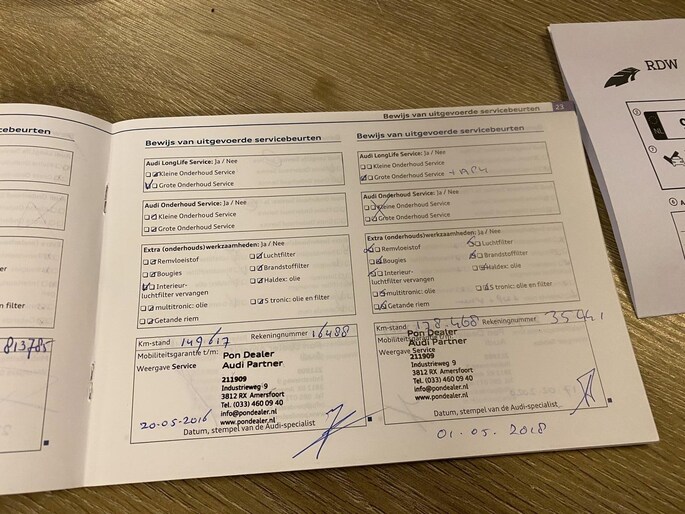 servicebeurten
n filter
813785
Bewijs van uitgevoerde servicebeurten 23
Bewijs van uitgevoerde servicebeurten
Audi LongLife Service: Ja / Nee
Kleine Onderhoud Service
Grote Onderhoud Service
Audi Onderhoud Service: Ja / Nee
Kleine Onderhoud Service
Grote Onderhoud Service
Extra (onderhouds)werkzaamheden: Ja / Nee
Remvloeistof
Luchtfilter
Bougies
Brandstoffilter
Interieur-
luchtfilter vervangen
Haldex: olie
multitronic: olie
S tronic: olie en filter
Getande riem
Km-stand 149617 Rekeningnummer 16488
Mobiliteitsgarantie t/m:
Weergave Service
Pon Dealer
Audi Partner
211909
Industrieweg 9
3812 RX Amersfoort
Tel. (033) 460 09 40
info@pondealer.nl
www.pondealer.nl
20-05-2016
Datum, stempel van de Audi-specialist
Bewijs van uitgevoerde servicebeurten
Audi LongLife Service: Ja / Nee
Kleine Onderhoud Service
Grote Onderhoud Service
Audi Onderhoud Service: Ja / Nee
Kleine Onderhoud Service
Grote Onderhoud Service
Extra (onderhouds)werkzaamheden: Ja / Nee
Remvloeistof
Luchtfilter
Bougies
Brandstoffilter
Interieur-
luchtfilter vervangen
Haldex: olie
multitronic: olie
S tronic: olie en filter
Getande riem
Km-stand 178.468 Rekeningnummer 35441
Mobiliteitsgarantie t/m:
Weergave Service
Pon Dealer
Audi Partner
211909
Industrieweg 9
3812 RX Amersfoort
Tel. (033) 460 09 40
info@pondealer.nl
www.pondealer.nl
Datum, stempel van de Audi-specialist
01.05.2018
RDW
NL